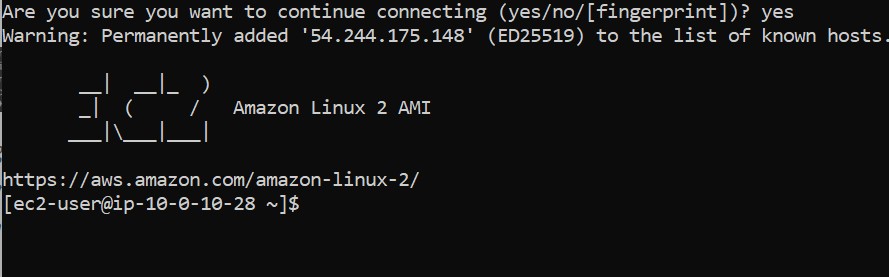 Are you sure you want to continue connecting (yes/no/[fingerprint])? yes
Warning: Permanently added '54.244.175.148' (ED25519) to the list of known hosts.
       __|  __|_  )
       _|  (     /   Amazon Linux 2 AMI
      ___|\___|___|
https://aws.amazon.com/amazon-linux-2/
[ec2-user@ip-10-0-10-28 ~]$